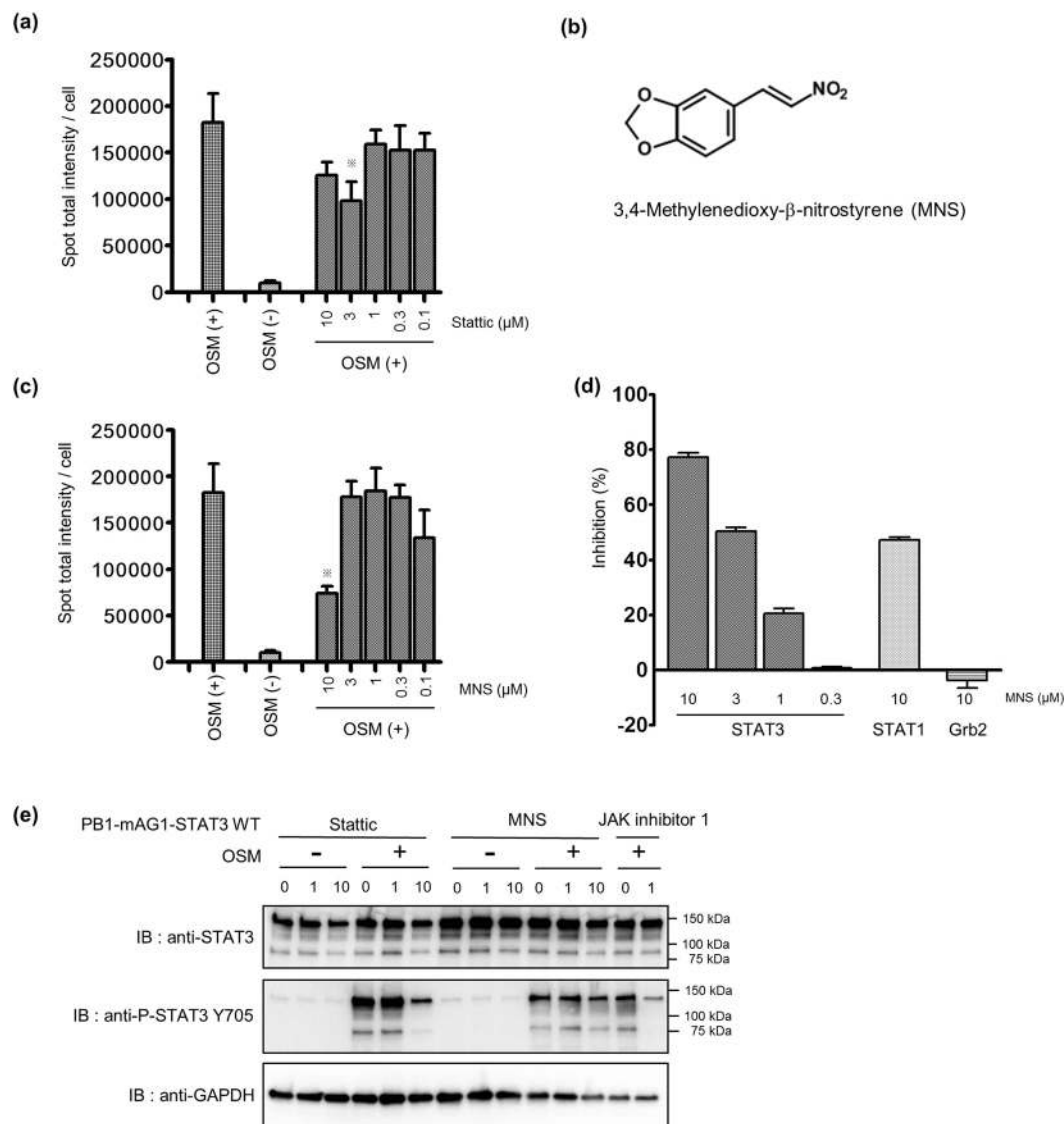 (a)
250000
200000
150000
100000
50000
0
Spot total intensity / cell
※
OSM (+)
OSM (-)
10
3
1
0.3
0.1
Stattic (µM)
OSM (+)
(b)
O
O
NO₂
3,4-Methylenedioxy-β-nitrostyrene (MNS)
(c)
250000
200000
150000
100000
50000
0
Spot total intensity / cell
※
OSM (+)
OSM (-)
10
3
1
0.3
0.1
MNS (µM)
OSM (+)
(d)
100
80
60
40
20
0
-20
Inhibition (%)
10 3 1 0.3 10 10 MNS (µM)
STAT3 STAT1 Grb2
(e)
PB1-mAG1-STAT3 WT Stattic MNS JAK inhibitor 1
OSM - + - + +
0 1 10 0 1 10 0 1 10 0 1 10 0 1
IB : anti-STAT3
150 kDa
100 kDa
75 kDa
IB : anti-P-STAT3 Y705
150 kDa
100 kDa
75 kDa
IB : anti-GAPDH